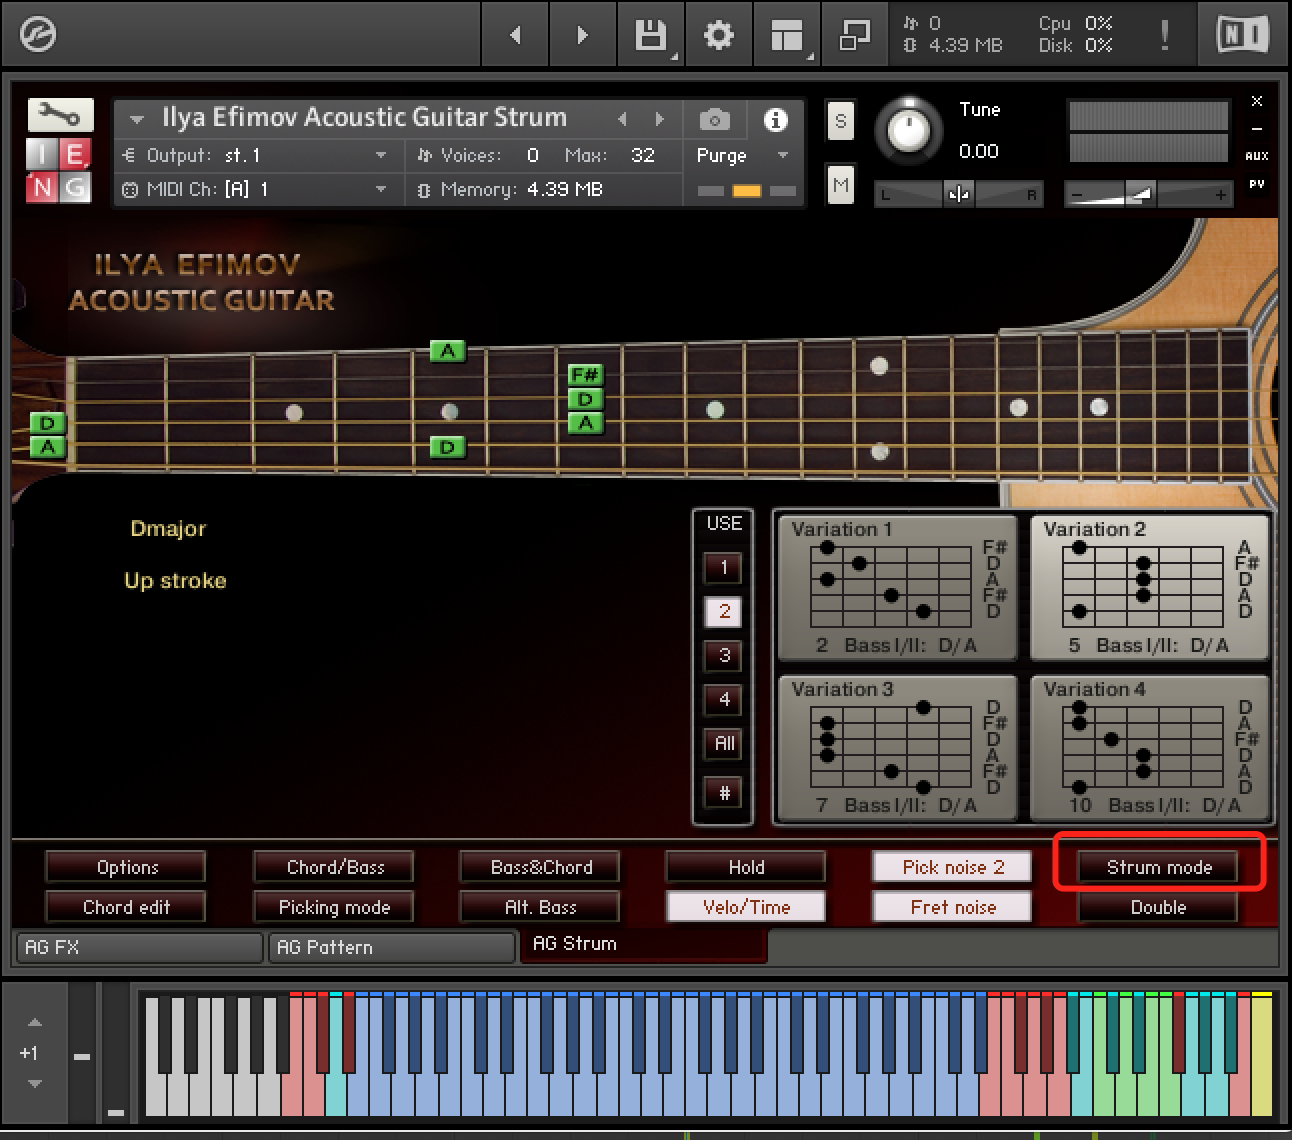 0 Cpu 0%
4.39 MB Disk 0% !
NI
Ilya Efimov Acoustic Guitar Strum i S Tune x
Output: st.1 Voices: 0 Max: 32 Purge 0.00 AUX
I E N G
MIDI Ch: [A] 1 Memory: 4.39 MB M L R - + PV
ILYA EFIMOV
ACOUSTIC GUITAR
A
F#
D D
A A
D
Dmajor
Up stroke
USE
1
2
3
4
All
#
Variation 1
F#
D
A
F#
D
2 Bass I/II: D/A
Variation 2
A
F#
D
A
D
5 Bass I/II: D/A
Variation 3
D
F#
D
A
F#
D
7 Bass I/II: D/A
Variation 4
D
A
F#
D
A
D
10 Bass I/II: D/A
Options Chord/Bass Bass&Chord Hold Pick noise 2 Strum mode
Chord edit Picking mode Alt. Bass Velo/Time Fret noise Double
AG FX AG Pattern AG Strum
+1